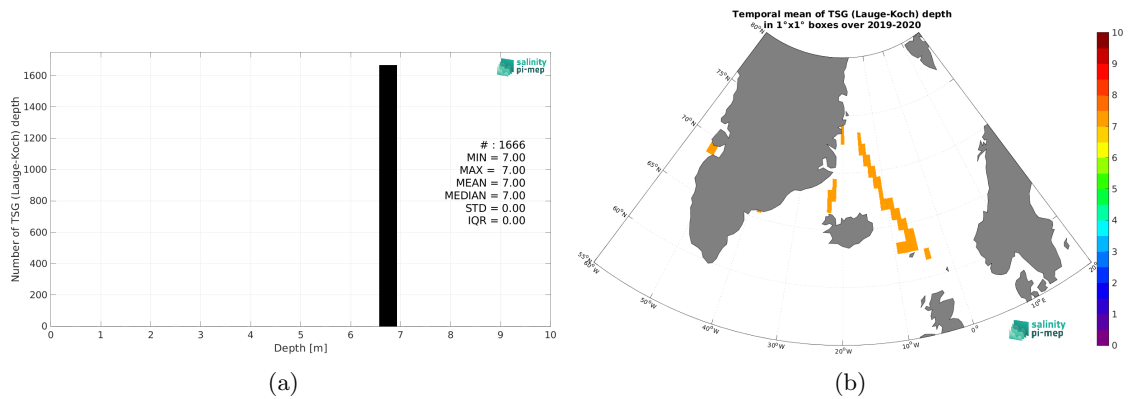 Number of TSG (Lauge-Koch) depth
1600
1400
1200
1000
800
600
400
200
0
0 1 2 3 4 5 6 7 8 9 10
Depth [m]
salinity
pi-mep
# : 1666
MIN = 7.00
MAX = 7.00
MEAN = 7.00
MEDIAN = 7.00
STD = 0.00
IQR = 0.00
(a)
Temporal mean of TSG (Lauge-Koch) depth
in 1°x1° boxes over 2019-2020
80°N
75°N
70°N
65°N
60°N
55°N
60°W
50°W
40°W
30°W
20°W
10°W
0°
10°E
salinity
pi-mep
10
9
8
7
6
5
4
3
2
1
0
(b)